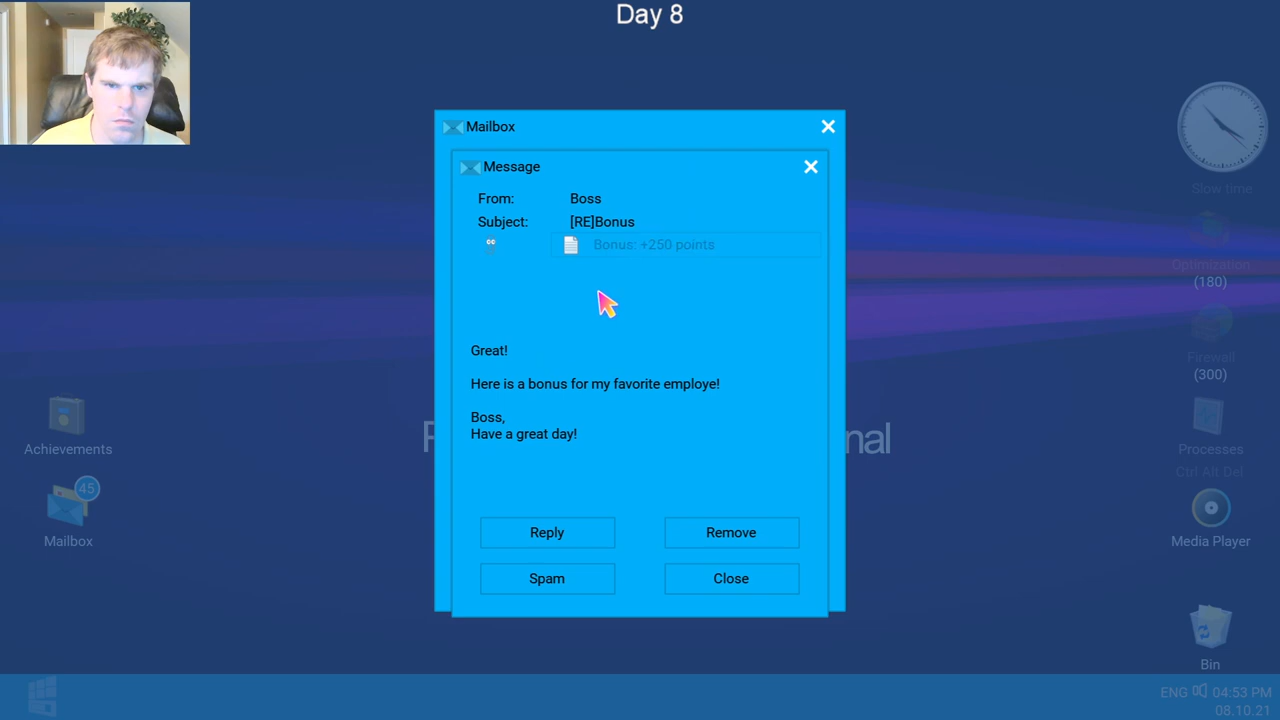 Day 8
Mailbox
Message
From: Boss
Subject: [RE]Bonus
Bonus: +250 points
Great!
Here is a bonus for my favorite employe!
Boss,
Have a great day!
Reply
Remove
Spam
Close
Achievements
45
Mailbox
nal
Slow time
Optimization
(180)
Firewall
(300)
Processes
Ctrl Alt Del
Media Player
Bin
ENG 04:53 PM
08.10.21